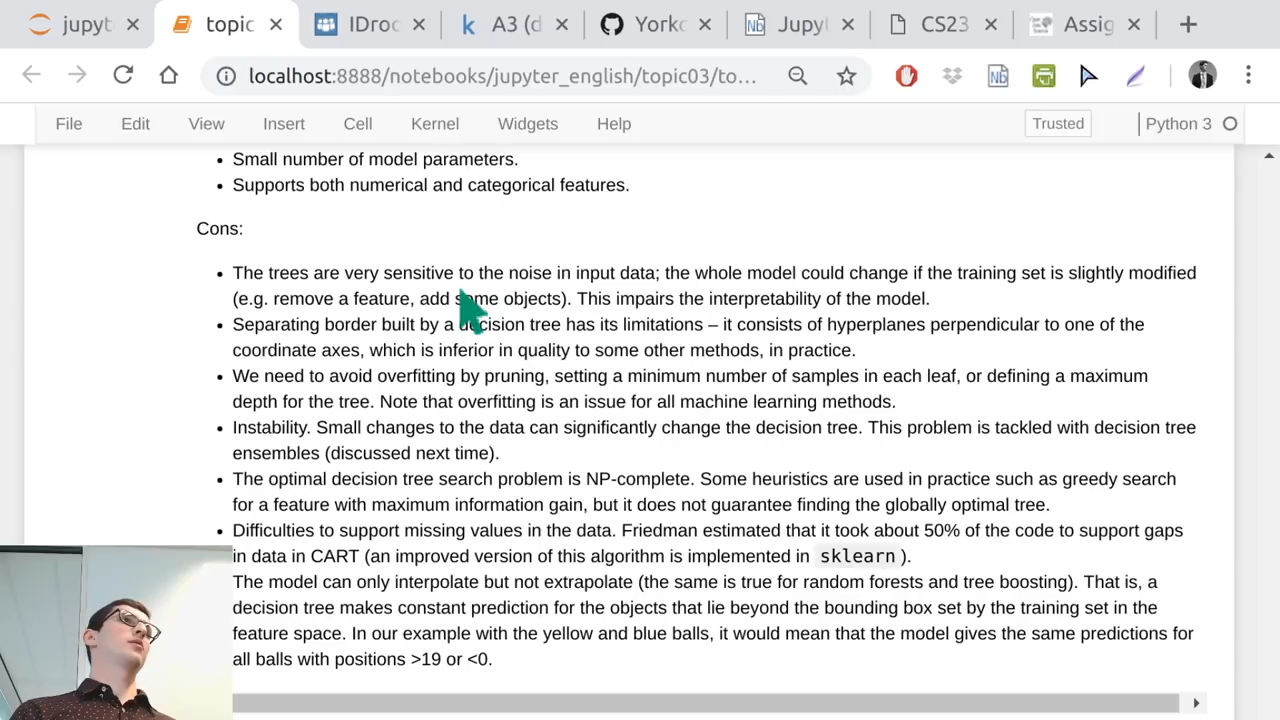 jupyt
topic
IDroc
A3 (d
Yorkc
Jupy
CS23
Assig
localhost:8888/notebooks/jupyter_english/topic03/to...
File
Edit
View
Insert
Cell
Kernel
Widgets
Help
Trusted
Python 3
• Small number of model parameters.
• Supports both numerical and categorical features.
Cons:
• The trees are very sensitive to the noise in input data; the whole model could change if the training set is slightly modified
(e.g. remove a feature, add some objects). This impairs the interpretability of the model.
• Separating border built by a decision tree has its limitations – it consists of hyperplanes perpendicular to one of the
coordinate axes, which is inferior in quality to some other methods, in practice.
• We need to avoid overfitting by pruning, setting a minimum number of samples in each leaf, or defining a maximum
depth for the tree. Note that overfitting is an issue for all machine learning methods.
• Instability. Small changes to the data can significantly change the decision tree. This problem is tackled with decision tree
ensembles (discussed next time).
• The optimal decision tree search problem is NP-complete. Some heuristics are used in practice such as greedy search
for a feature with maximum information gain, but it does not guarantee finding the globally optimal tree.
• Difficulties to support missing values in the data. Friedman estimated that it took about 50% of the code to support gaps
in data in CART (an improved version of this algorithm is implemented in sklearn ).
The model can only interpolate but not extrapolate (the same is true for random forests and tree boosting). That is, a
decision tree makes constant prediction for the objects that lie beyond the bounding box set by the training set in the
feature space. In our example with the yellow and blue balls, it would mean that the model gives the same predictions for
all balls with positions >19 or <0.